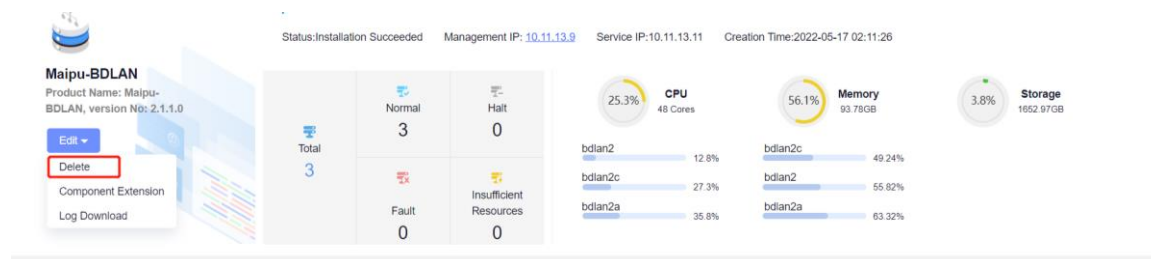 Status:Installation Succeeded Management IP: 10.11.13.9 Service IP:10.11.13.11 Creation Time:2022-05-17 02:11:26
Maipu-BDLAN
Product Name: Maipu-
BDLAN, version No: 2.1.1.0
Edit
Delete
Component Extension
Log Download
Total
3
Normal
3
Halt
0
Fault
0
Insufficient
Resources
0
25.3%
CPU
48 Cores
bdlan2
12.8%
bdlan2c
27.3%
bdlan2a
35.8%
56.1%
Memory
93.78GB
bdlan2c
49.24%
bdlan2
55.82%
bdlan2a
63.32%
3.8%
Storage
1652.97GB